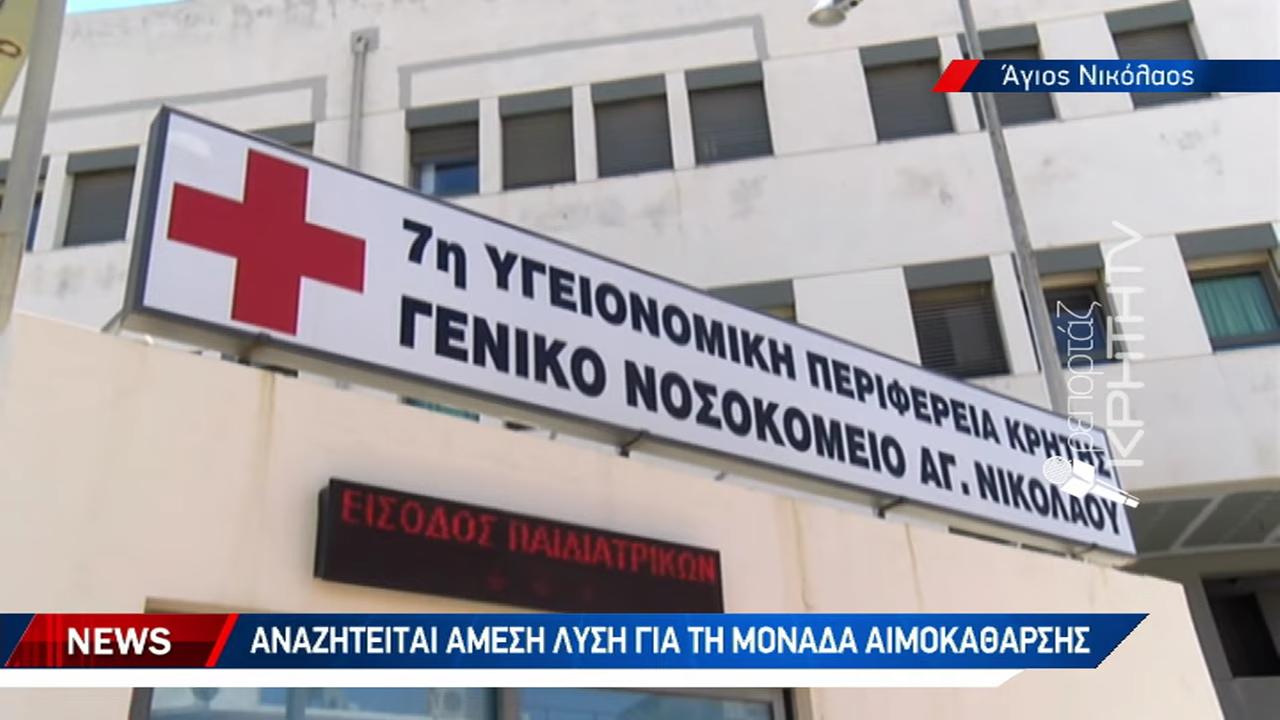 Άγιος Νικόλαος
7η ΥΓΕΙΟΝΟΜΙΚΗ ΠΕΡΙΦΕΡΕΙΑ ΚΡΗΤΗΣ
ΓΕΝΙΚΟ ΝΟΣΟΚΟΜΕΙΟ ΑΓ. ΝΙΚΟΛΑΟΥ
ρεπορτάζ
ΚΡΗΤΗ TV
ΕΙΣΟΔΟΣ ΠΑΙΔΙΑΤΡΙΚΩΝ
NEWS
ΑΝΑΖΗΤΕΙΤΑΙ ΑΜΕΣΗ ΛΥΣΗ ΓΙΑ ΤΗ ΜΟΝΑΔΑ ΑΙΜΟΚΑΘΑΡΣΗΣ